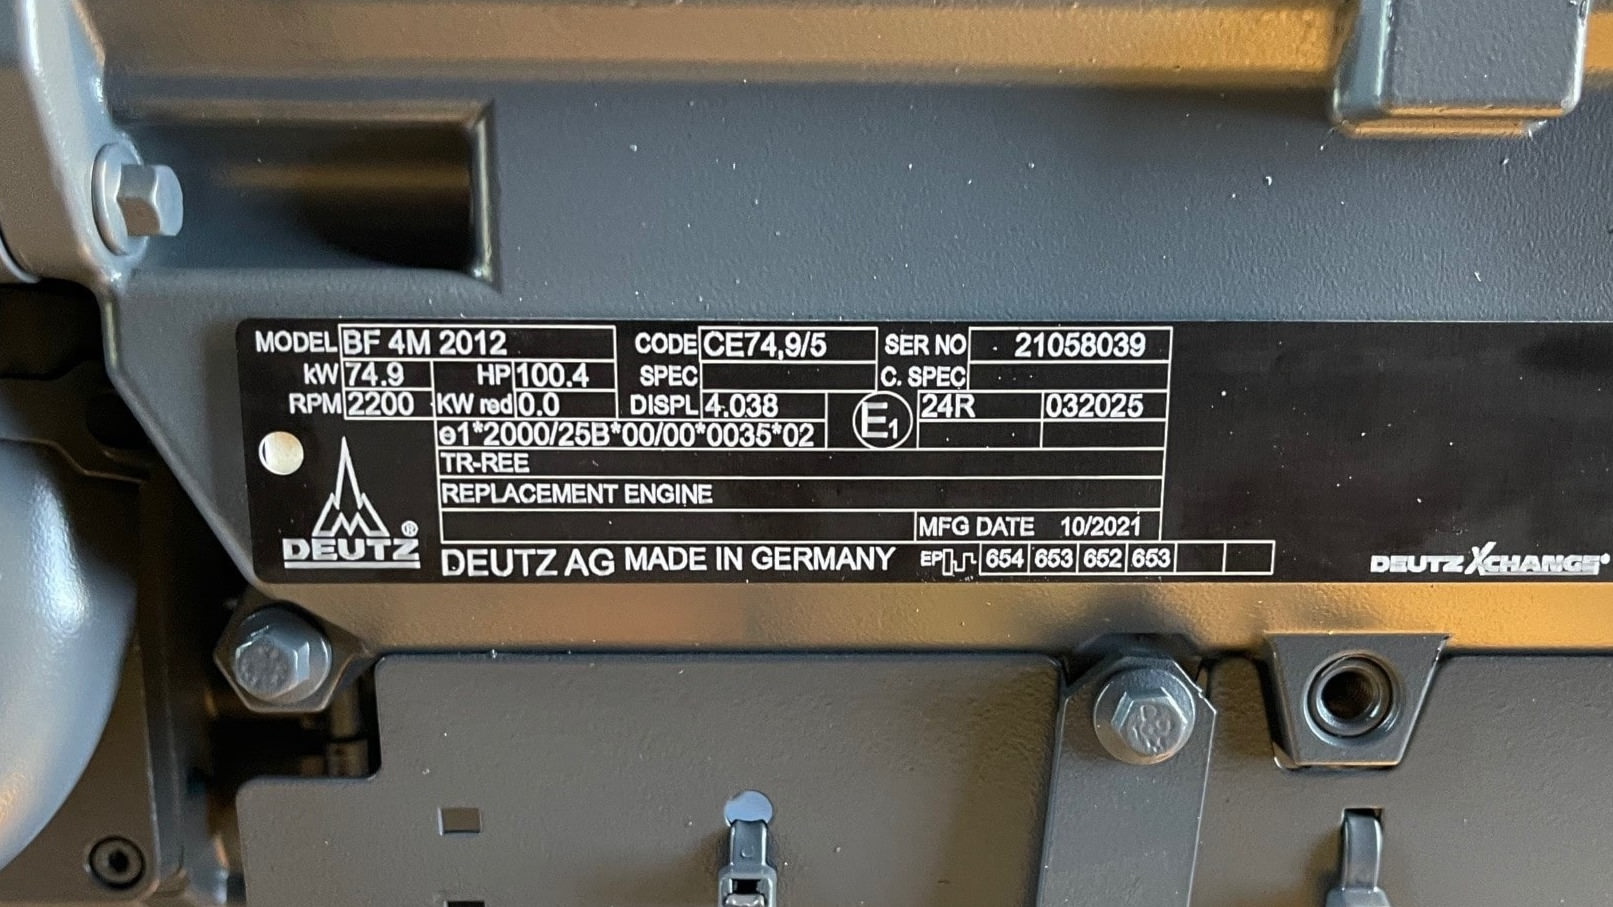 MODEL BF 4M 2012 CODE CE74,9/5 SER NO · 21058039
kW 74.9 HP 100.4 SPEC C. SPEC
RPM 2200 KW red 0.0 DISPL 4.038 E1 24R 032025
e1*2000/25B*00/00*0035*02
TR-REE
REPLACEMENT ENGINE
MFG DATE 10/2021
DEUTZ ®
DEUTZ AG MADE IN GERMANY EP 654 653 652 653
DEUTZ XCHANGE